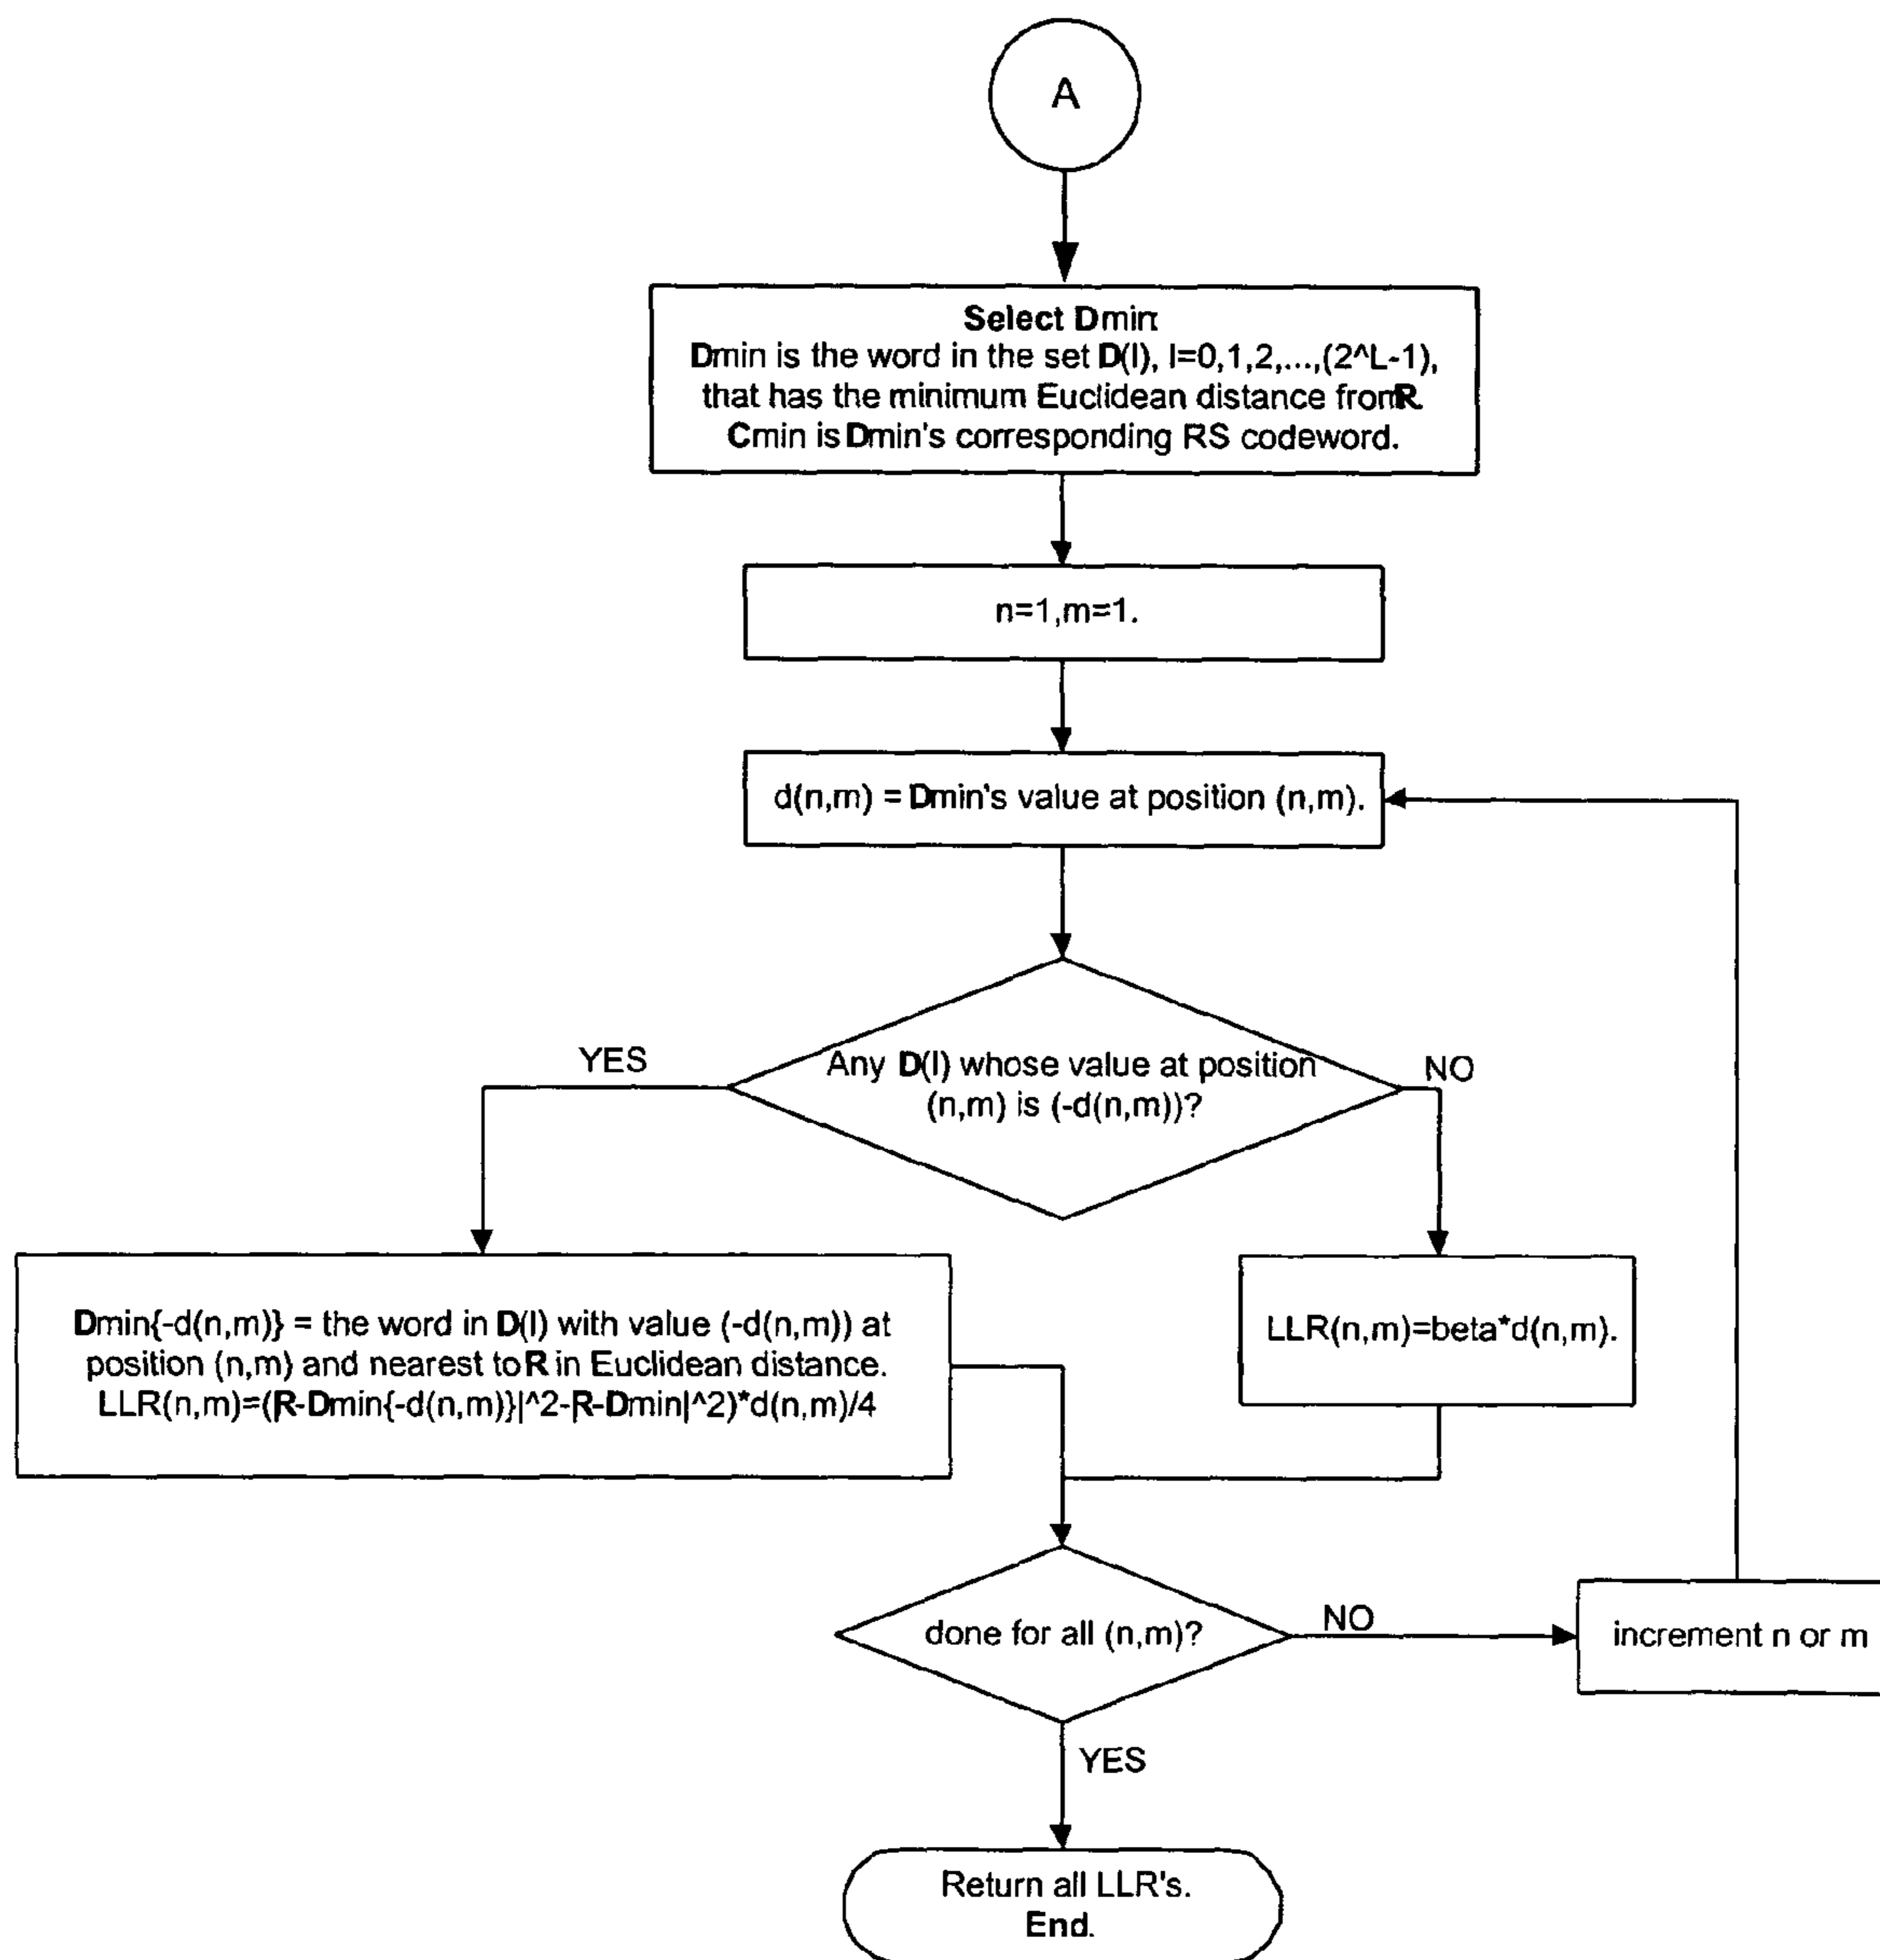 A
Select Dmin:
Dmin is the word in the set D(l), l=0,1,2,...,(2^L-1),
that has the minimum Euclidean distance from R.
Cmin is Dmin's corresponding RS codeword.
n=1,m=1.
d(n,m) = Dmin's value at position (n,m).
YES
Any D(l) whose value at position
(n,m) is (-d(n,m))?
NO
Dmin{-d(n,m)} = the word in D(l) with value (-d(n,m)) at
position (n,m) and nearest to R in Euclidean distance.
LLR(n,m)=(R-Dmin{-d(n,m)}|^2-R-Dmin|^2)*d(n,m)/4
LLR(n,m)=beta*d(n,m).
done for all (n,m)?
NO
increment n or m
YES
Return all LLR's.
End.